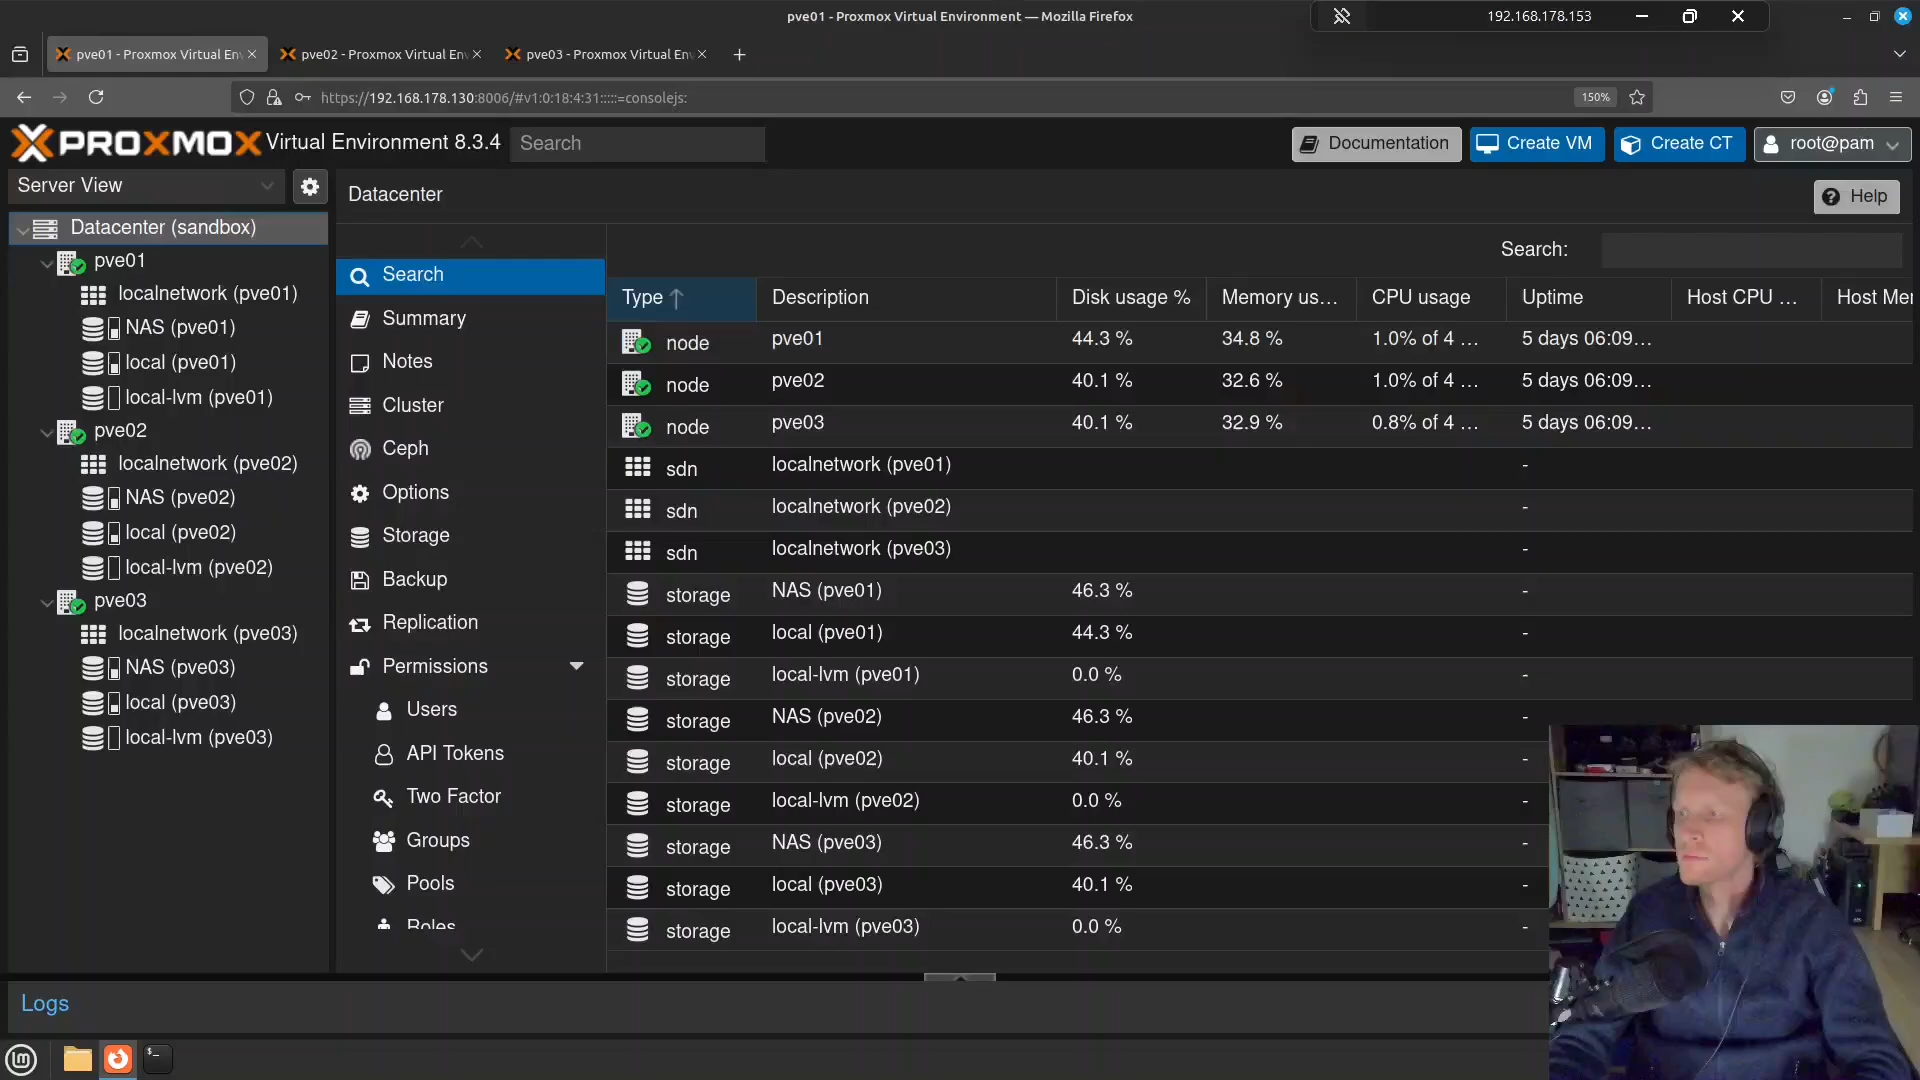 pve01 - Proxmox Virtual Environment — Mozilla Firefox
192.168.178.153
pve01 - Proxmox Virtual En
pve02 - Proxmox Virtual En
pve03 - Proxmox Virtual En
https://192.168.178.130:8006/#v1:0:18:4:31:::::=consolejs:
150%
PROXMOX Virtual Environment 8.3.4
Search
Documentation
Create VM
Create CT
root@pam
Server View
Datacenter
Help
Datacenter (sandbox)
pve01
localnetwork (pve01)
NAS (pve01)
local (pve01)
local-lvm (pve01)
pve02
localnetwork (pve02)
NAS (pve02)
local (pve02)
local-lvm (pve02)
pve03
localnetwork (pve03)
NAS (pve03)
local (pve03)
local-lvm (pve03)
Search
Summary
Notes
Cluster
Ceph
Options
Storage
Backup
Replication
Permissions
Users
API Tokens
Two Factor
Groups
Pools
Roles
Search:
Type Description Disk usage % Memory us... CPU usage Uptime Host CPU ... Host Mer
node pve01 44.3 % 34.8 % 1.0% of 4 ... 5 days 06:09...
node pve02 40.1 % 32.6 % 1.0% of 4 ... 5 days 06:09...
node pve03 40.1 % 32.9 % 0.8% of 4 ... 5 days 06:09...
sdn localnetwork (pve01) -
sdn localnetwork (pve02) -
sdn localnetwork (pve03) -
storage NAS (pve01) 46.3 % -
storage local (pve01) 44.3 % -
storage local-lvm (pve01) 0.0 % -
storage NAS (pve02) 46.3 % -
storage local (pve02) 40.1 % -
storage local-lvm (pve02) 0.0 % -
storage NAS (pve03) 46.3 % -
storage local (pve03) 40.1 % -
storage local-lvm (pve03) 0.0 % -
Logs